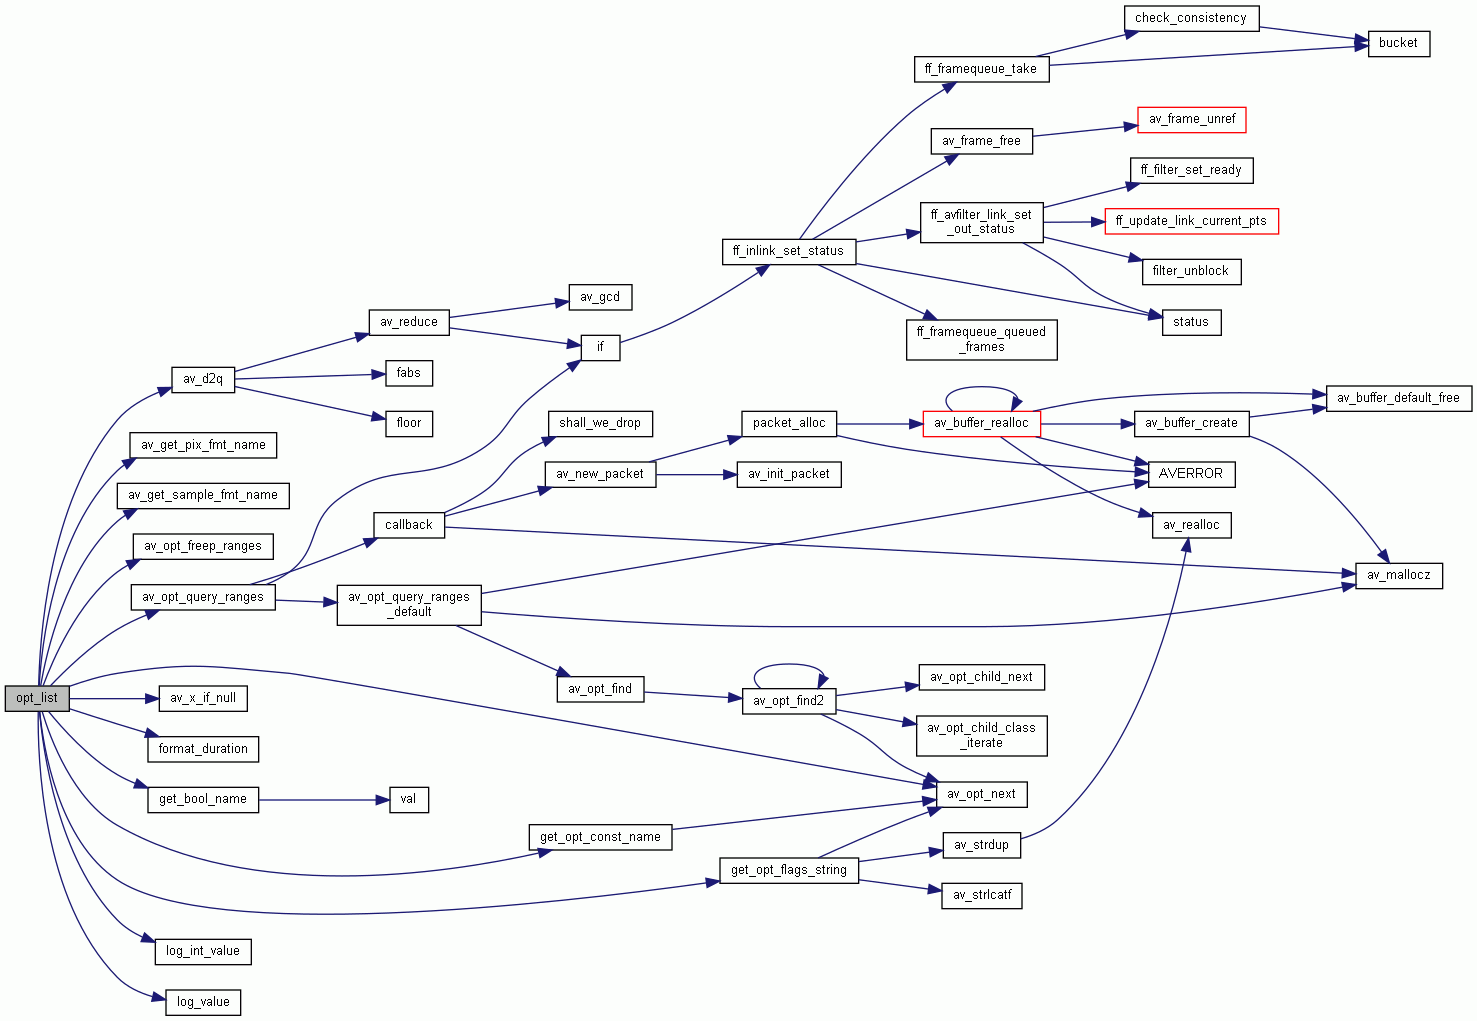 check_consistency
bucket
ff_framequeue_take
av_frame_unref
av_frame_free
ff_filter_set_ready
ff_avfilter_link_set
_out_status
ff_update_link_current_pts
ff_inlink_set_status
filter_unblock
av_gcd
av_reduce
status
ff_framequeue_queued
_frames
if
av_d2q
fabs
av_buffer_default_free
floor
shall_we_drop
packet_alloc
av_buffer_realloc
av_buffer_create
av_get_pix_fmt_name
av_new_packet
av_init_packet
AVERROR
av_get_sample_fmt_name
callback
av_realloc
av_opt_freep_ranges
av_mallocz
av_opt_query_ranges
av_opt_query_ranges
_default
av_opt_child_next
av_opt_find
av_opt_find2
opt_list
av_x_if_null
av_opt_child_class
_iterate
format_duration
av_opt_next
get_bool_name
val
get_opt_const_name
av_strdup
get_opt_flags_string
av_strlcatf
log_int_value
log_value